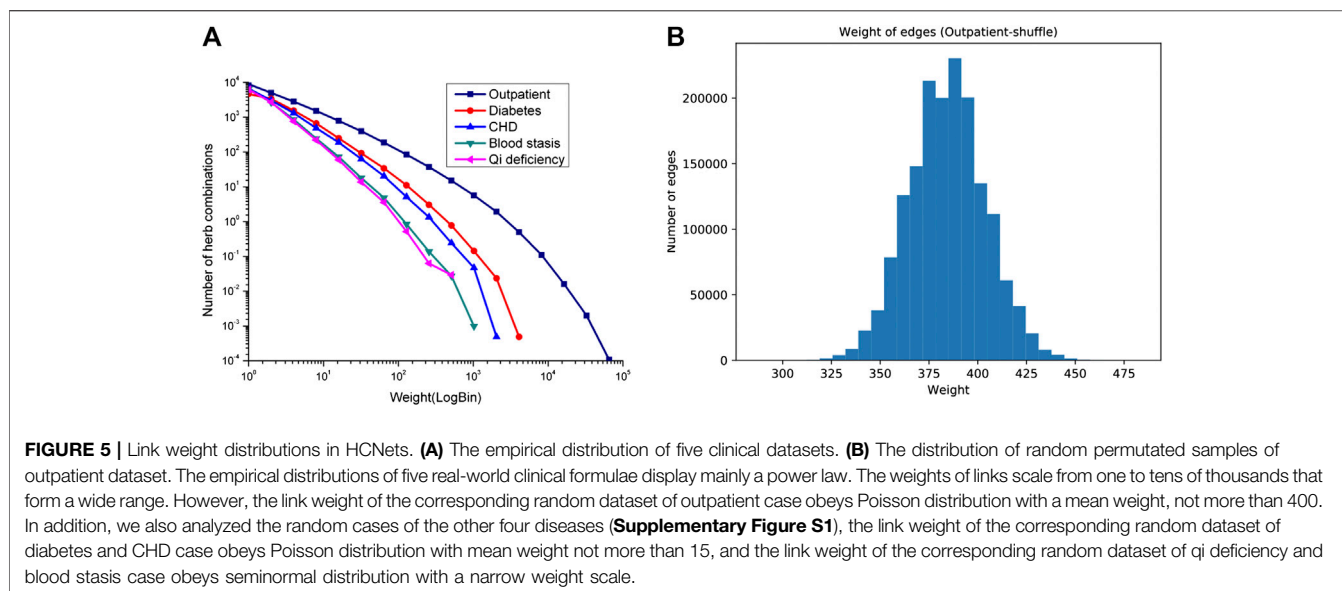 A
10^4
10^3
10^2
10^1
10^0
10^-1
10^-2
10^-3
10^-4
Number of herb combinations
Outpatient
Diabetes
CHD
Blood stasis
Qi deficiency
10^0
10^1
10^2
10^3
10^4
10^5
Weight(LogBin)
B
Weight of edges (Outpatient-shuffle)
200000
150000
100000
50000
0
Number of edges
300
325
350
375
400
425
450
475
Weight
FIGURE 5 | Link weight distributions in HCNets. (A) The empirical distribution of five clinical datasets. (B) The distribution of random permutated samples of
outpatient dataset. The empirical distributions of five real-world clinical formulae display mainly a power law. The weights of links scale from one to tens of thousands that
form a wide range. However, the link weight of the corresponding random dataset of outpatient case obeys Poisson distribution with a mean weight, not more than 400.
In addition, we also analyzed the random cases of the other four diseases (Supplementary Figure S1), the link weight of the corresponding random dataset of
diabetes and CHD case obeys Poisson distribution with mean weight not more than 15, and the link weight of the corresponding random dataset of qi deficiency and
blood stasis case obeys seminormal distribution with a narrow weight scale.